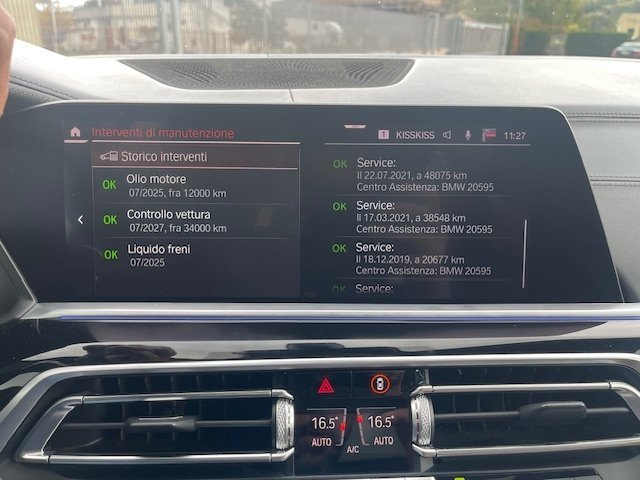 Interventi di manutenzione
1 KISSKISS 11:27
Storico interventi
OK Olio motore
07/2025, fra 12000 km
OK Controllo vettura
07/2027, fra 34000 km
OK Liquido freni
07/2025
OK Service:
Il 22.07.2021, a 48075 km
Centro Assistenza: BMW 20595
OK Service:
Il 17.03.2021, a 38548 km
Centro Assistenza: BMW 20595
OK Service:
Il 18.12.2019, a 20677 km
Centro Assistenza: BMW 20595
OK Service:
16.5° 16.5°
AUTO AUTO
A/C